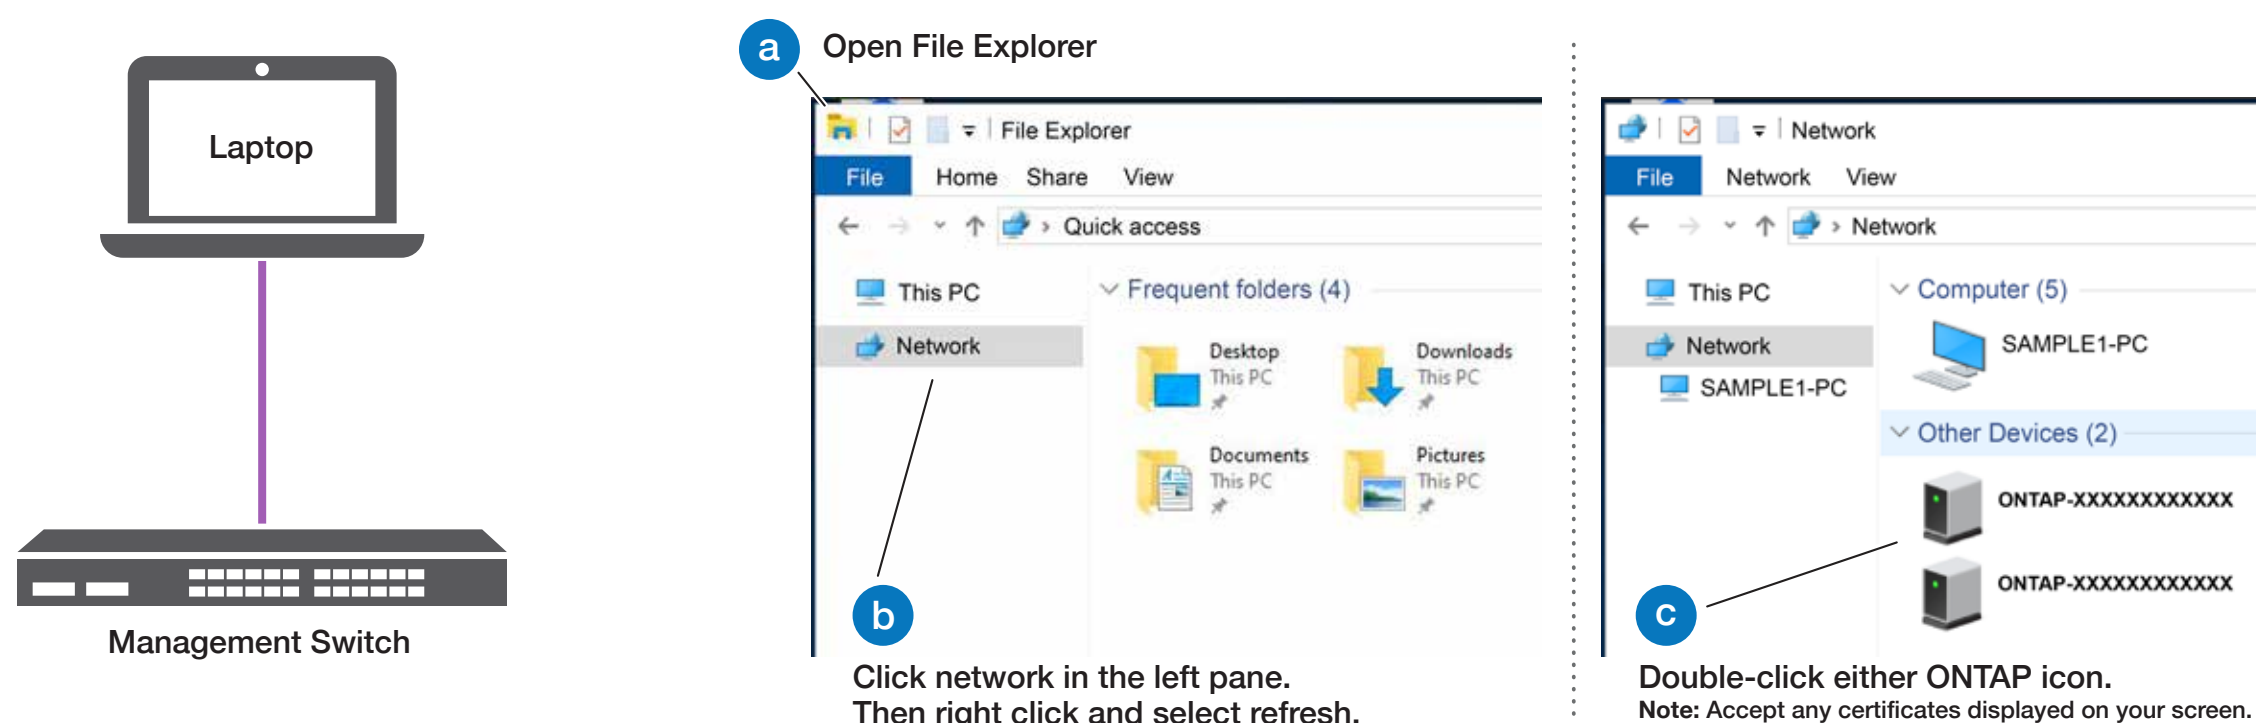 Laptop
Management Switch
a
Open File Explorer
File Explorer
File Home Share View
Quick access
This PC
Network
Frequent folders (4)
Desktop
This PC
Downloads
This PC
Documents
This PC
Pictures
This PC
b
Click network in the left pane.
Then right click and select refresh.
Network
File Network View
Network
This PC
Network
SAMPLE1-PC
Computer (5)
SAMPLE1-PC
Other Devices (2)
ONTAP-XXXXXXXXXXXX
ONTAP-XXXXXXXXXXXX
c
Double-click either ONTAP icon.
Note: Accept any certificates displayed on your screen.